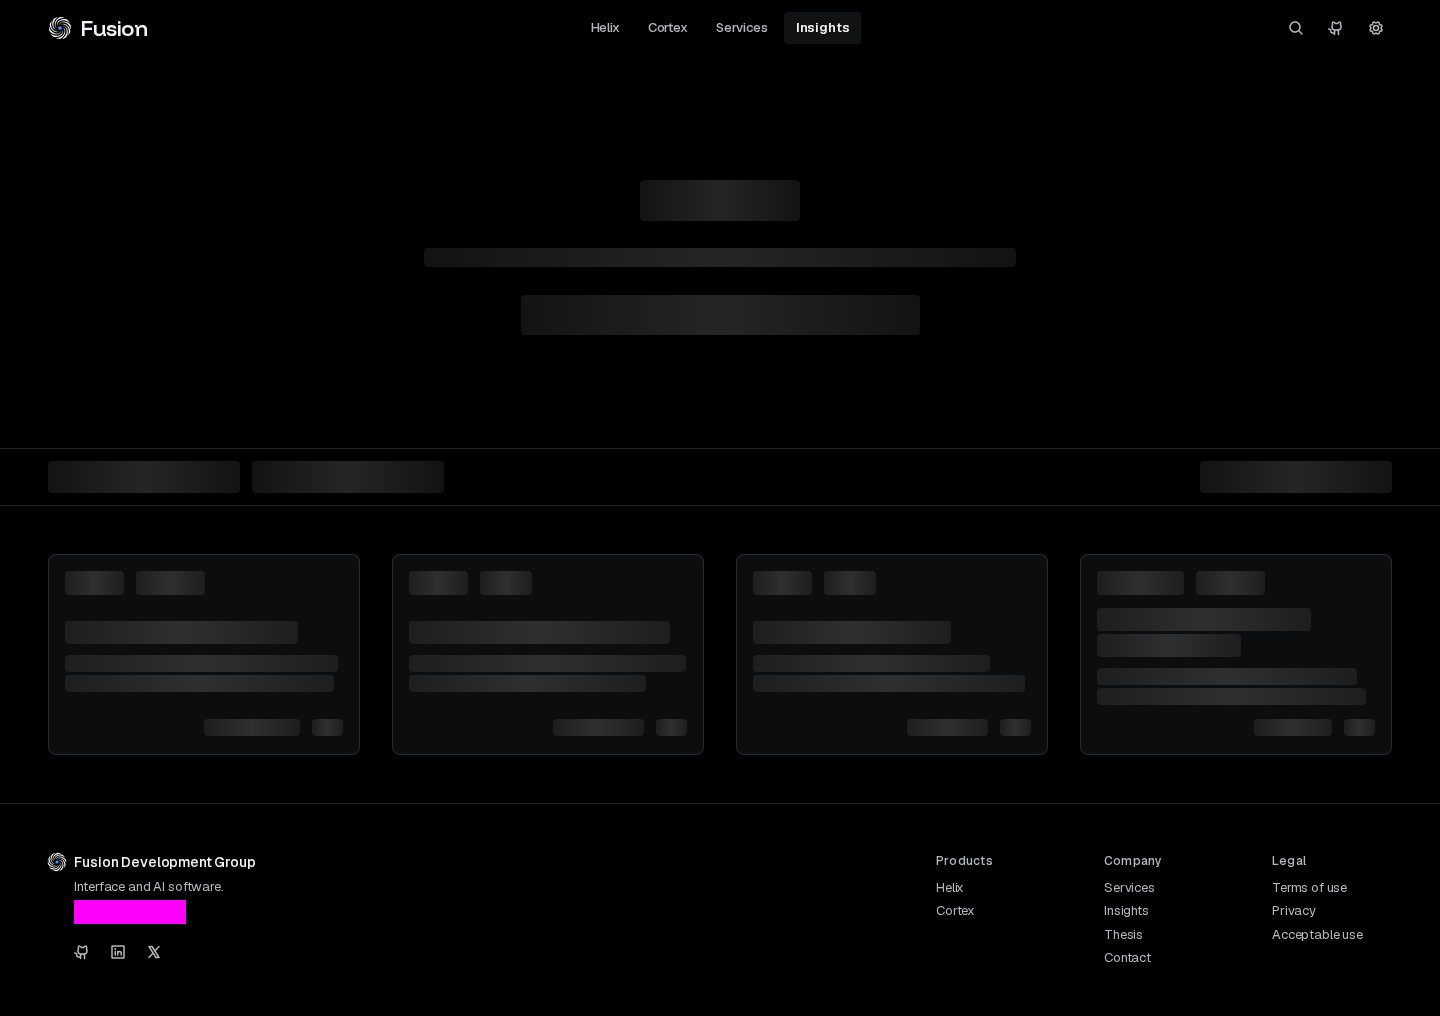 Fusion
Helix
Cortex
Services
Insights
Fusion Development Group
Interface and AI software.
Products
Helix
Cortex
Company
Services
Insights
Thesis
Contact
Legal
Terms of use
Privacy
Acceptable use